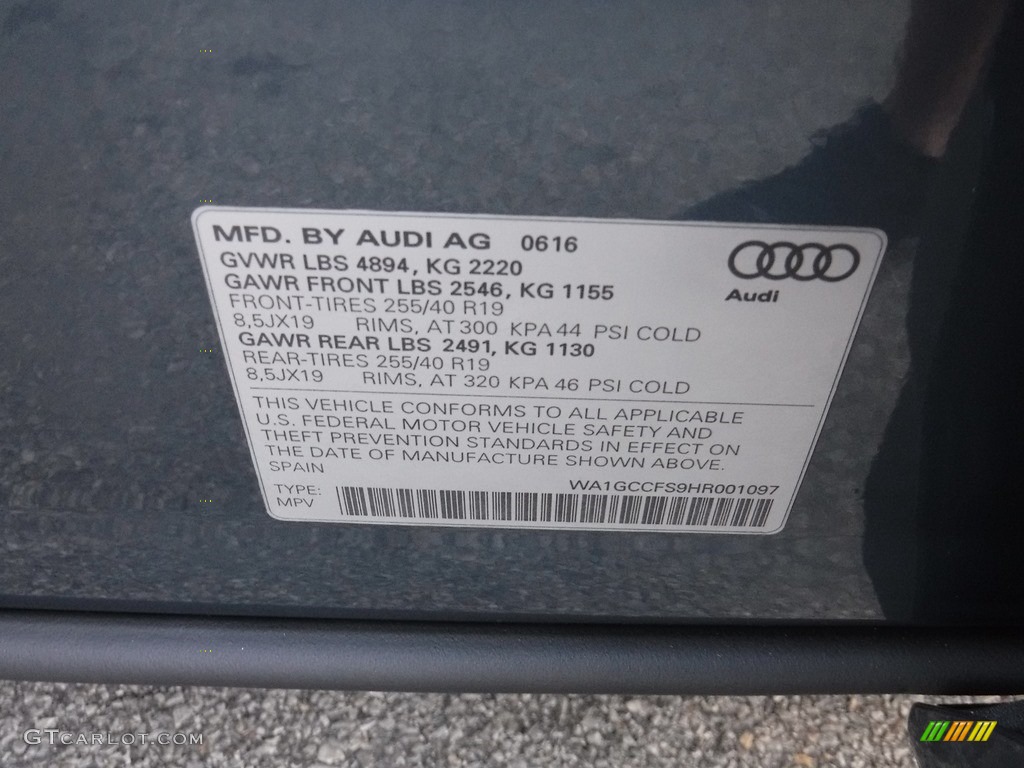 MFD. BY AUDI AG 0616
GVWR LBS 4894, KG 2220
GAWR FRONT LBS 2546, KG 1155
FRONT-TIRES 255/40 R19
8,5JX19 RIMS, AT 300 KPA 44 PSI COLD
GAWR REAR LBS 2491, KG 1130
REAR-TIRES 255/40 R19
8,5JX19 RIMS, AT 320 KPA 46 PSI COLD
Audi
THIS VEHICLE CONFORMS TO ALL APPLICABLE
U.S. FEDERAL MOTOR VEHICLE SAFETY AND
THEFT PREVENTION STANDARDS IN EFFECT ON
THE DATE OF MANUFACTURE SHOWN ABOVE.
SPAIN
WA1GCCFS9HR001097
TYPE:
MPV
GTcarlot.com